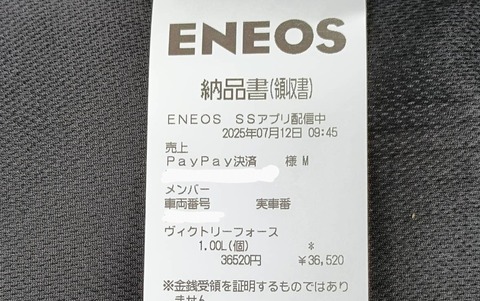 ENEOS
納品書(領収書)
ENEOS SSアプリ配信中
2025年07月12日 09:45
売上
PayPay決済 様 M
メンバー
車両番号 実車番
ヴィクトリーフォース
1.00L(個) *
36520円 ¥36,520
※金銭受領を証明するものではあり
ません